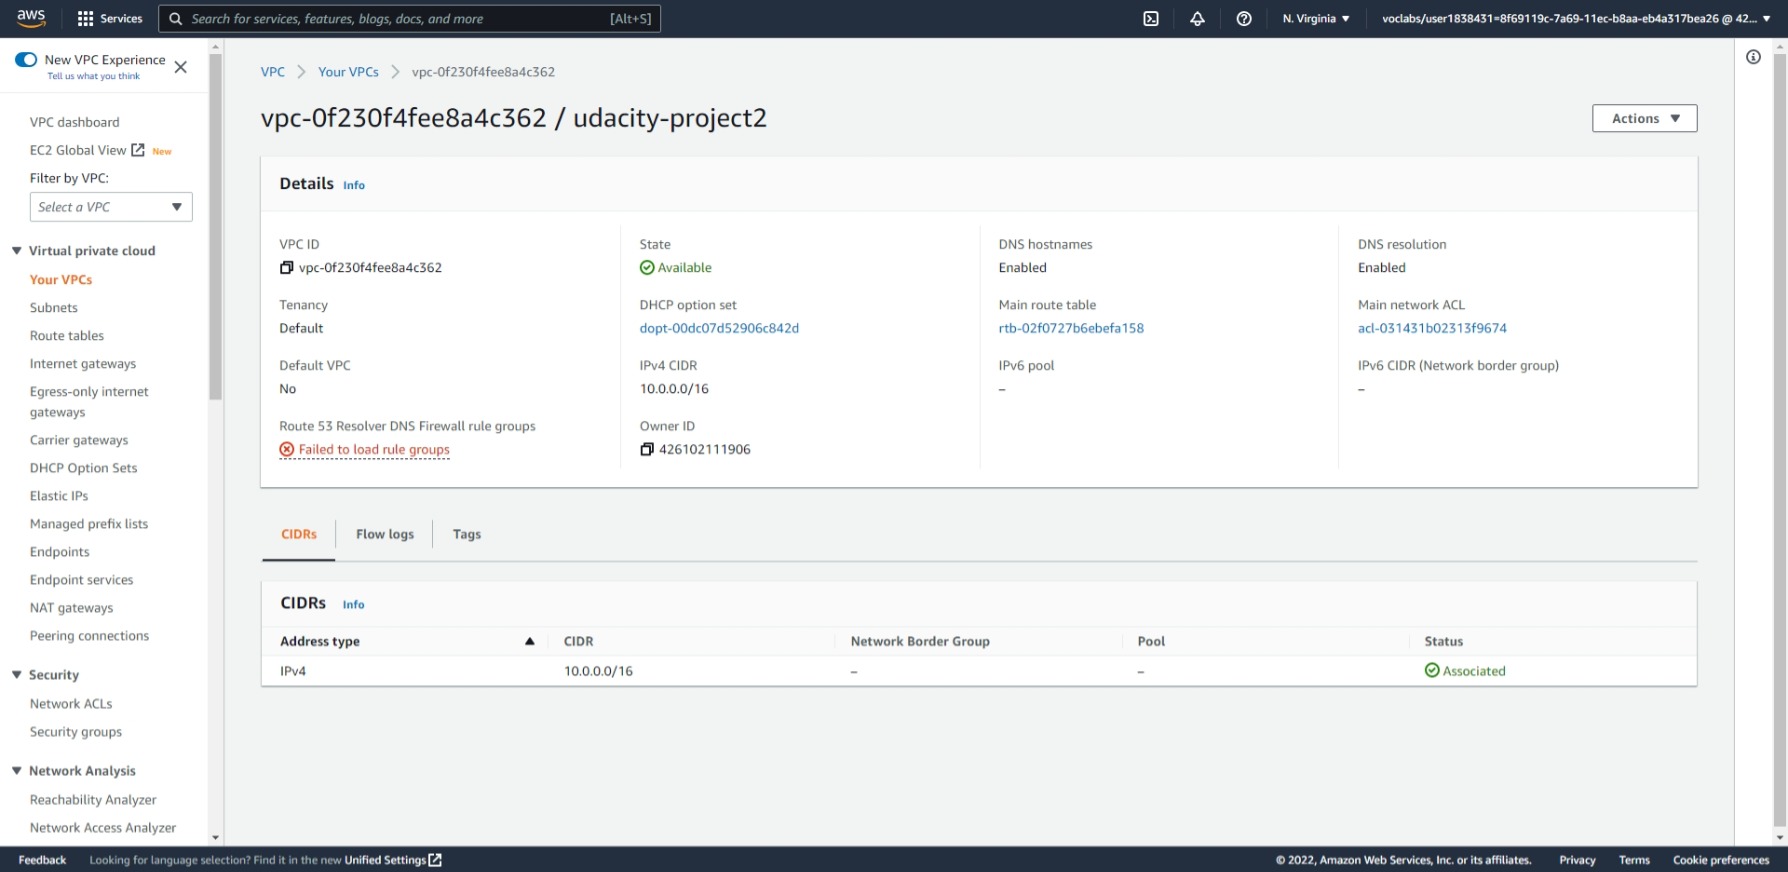 aws
Services
Search for services, features, blogs, docs, and more
[Alt+S]
N. Virginia
voclabs/user1838431=8f69119c-7a69-11ec-b8aa-eb4a317bea26 @ 42...
New VPC Experience
Tell us what you think
VPC dashboard
EC2 Global View New
Filter by VPC:
Select a VPC
Virtual private cloud
Your VPCs
Subnets
Route tables
Internet gateways
Egress-only internet
gateways
Carrier gateways
DHCP Option Sets
Elastic IPs
Managed prefix lists
Endpoints
Endpoint services
NAT gateways
Peering connections
Security
Network ACLs
Security groups
Network Analysis
Reachability Analyzer
Network Access Analyzer
VPC
Your VPCs
vpc-0f230f4fee8a4c362
vpc-0f230f4fee8a4c362 / udacity-project2
Actions
Details Info
VPC ID
vpc-0f230f4fee8a4c362
State
Available
DNS hostnames
Enabled
DNS resolution
Enabled
Tenancy
Default
DHCP option set
dopt-00dc07d52906c842d
Main route table
rtb-02f0727b6ebefa158
Main network ACL
acl-031431b02313f9674
Default VPC
No
IPv4 CIDR
10.0.0.0/16
IPv6 pool
–
IPv6 CIDR (Network border group)
–
Route 53 Resolver DNS Firewall rule groups
Failed to load rule groups
Owner ID
426102111906
CIDRs
Flow logs
Tags
CIDRs Info
Address type CIDR Network Border Group Pool Status
IPv4 10.0.0.0/16 – – Associated
Feedback
Looking for language selection? Find it in the new Unified Settings
© 2022, Amazon Web Services, Inc. or its affiliates.
Privacy
Terms
Cookie preferences